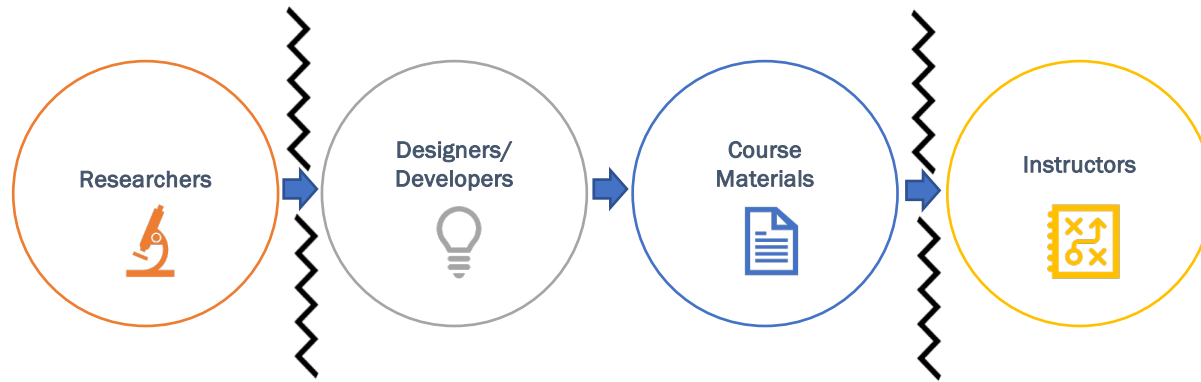 Researchers
Designers/
Developers
Course
Materials
Instructors